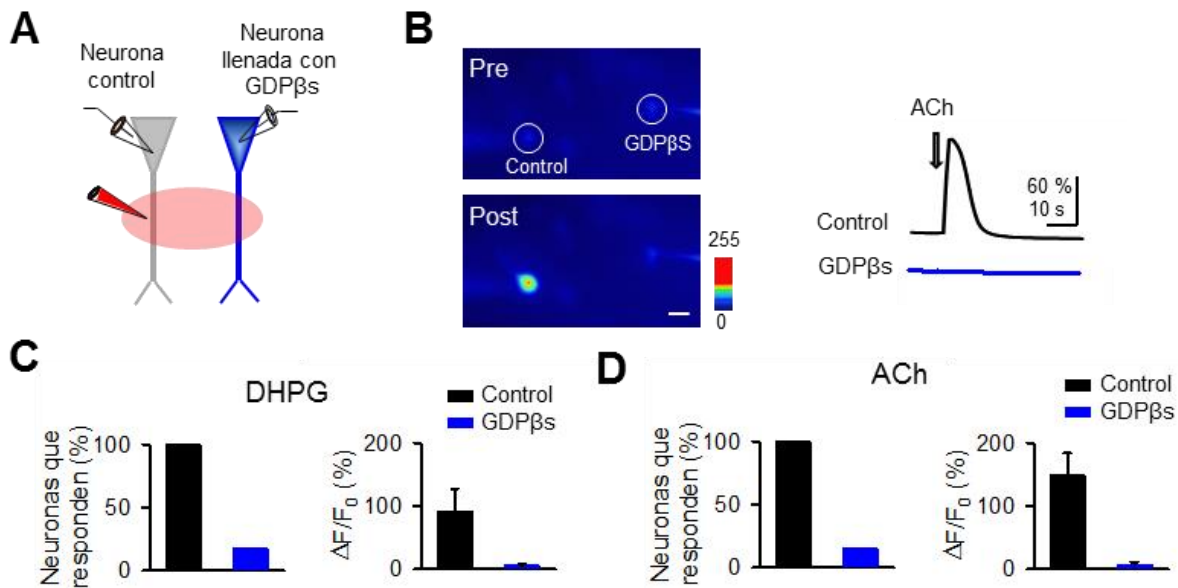 A
Neurona
control
Neurona
llenada con
GDPβs
B
Pre
Control
GDPβS
Post
255
0
ACh
60 %
10 s
Control
GDPβs
C
DHPG
Control
GDPβs
Neuronas que
responden (%)
100
50
0
ΔF/F₀ (%)
200
100
0
D
ACh
Control
GDPβs
Neuronas que
responden (%)
100
50
0
ΔF/F₀ (%)
200
100
0